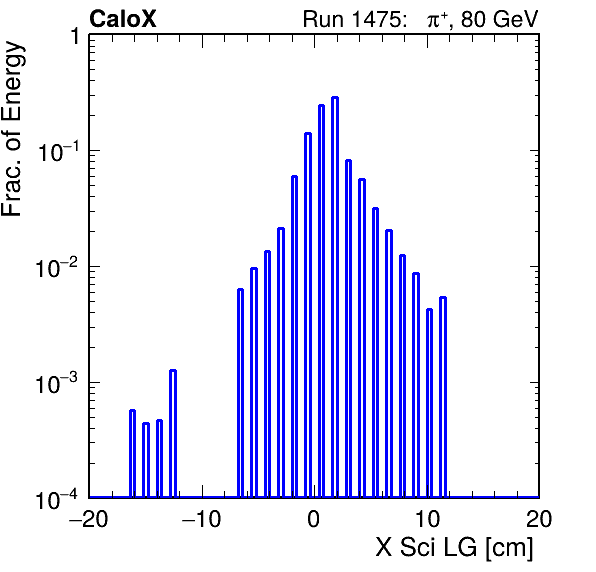 CaloX Run 1475: π⁺, 80 GeV
Frac. of Energy
1
10⁻¹
10⁻²
10⁻³
10⁻⁴
−20 −10 0 10 20
X Sci LG [cm]